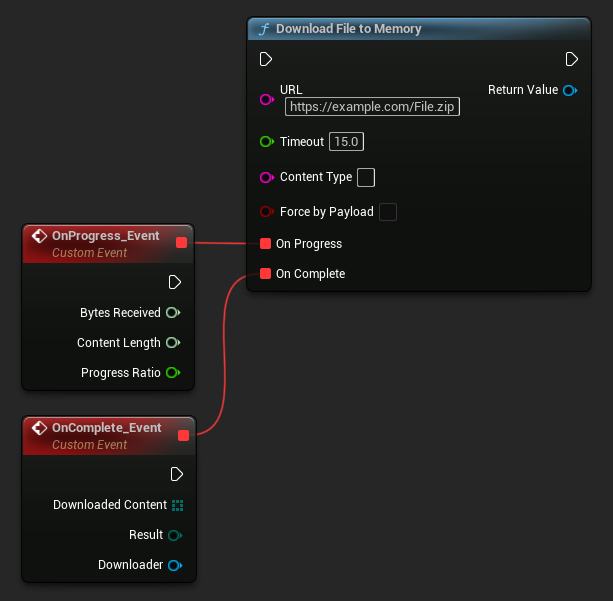 Download File to Memory
URL
https://example.com/File.zip
Return Value
Timeout 15.0
Content Type
Force by Payload
On Progress
On Complete
OnProgress_Event
Custom Event
Bytes Received
Content Length
Progress Ratio
OnComplete_Event
Custom Event
Downloaded Content
Result
Downloader